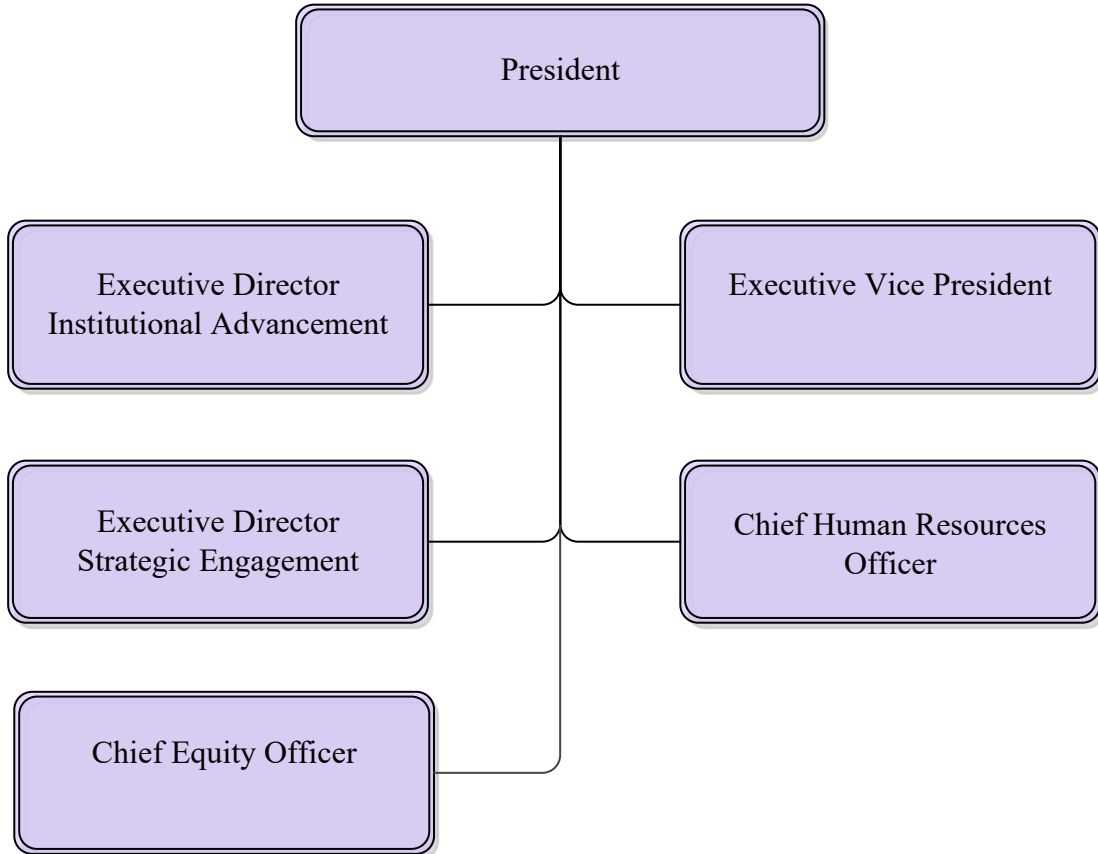 President
Executive Director
Institutional Advancement
Executive Vice President
Executive Director
Strategic Engagement
Chief Human Resources
Officer
Chief Equity Officer